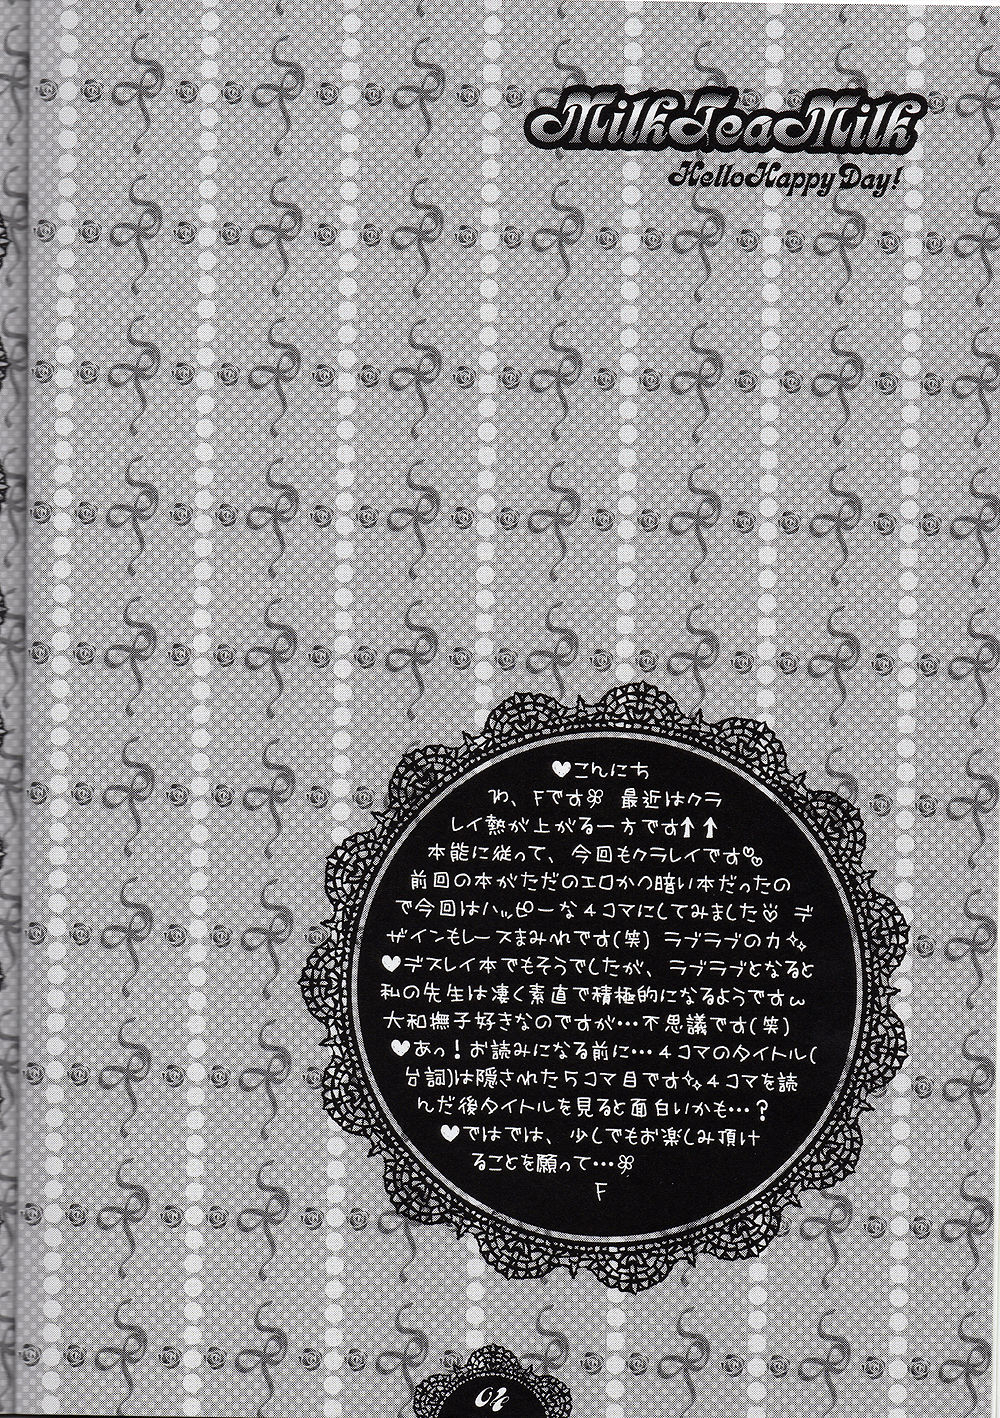 MilkTeaMilk
HelloHappyDay!
♥こんにち
わ、Fです 最近はクラ
レイ熱が上がる一方です↑↑
本能に従って、今回もクラレイです
前回の本がただのエロかつ暗い本だったの
で今回はハッピーな4コマにしてみました デ
ザインもレースまみれです(笑) ラブラブの力
♥デスレイ本でもそうでしたが、ラブラブとなると
私の先生は凄く素直で積極的になるようですω
大和撫子好きなのですが…不思議です(笑)
♥あっ!お読みになる前に…4コマのタイトル(
台詞)は隠された5コマ目です 4コマを読
んだ後タイトルを見ると面白いかも…?
♥ではでは、少しでもお楽しみ頂け
ることを願って…
F